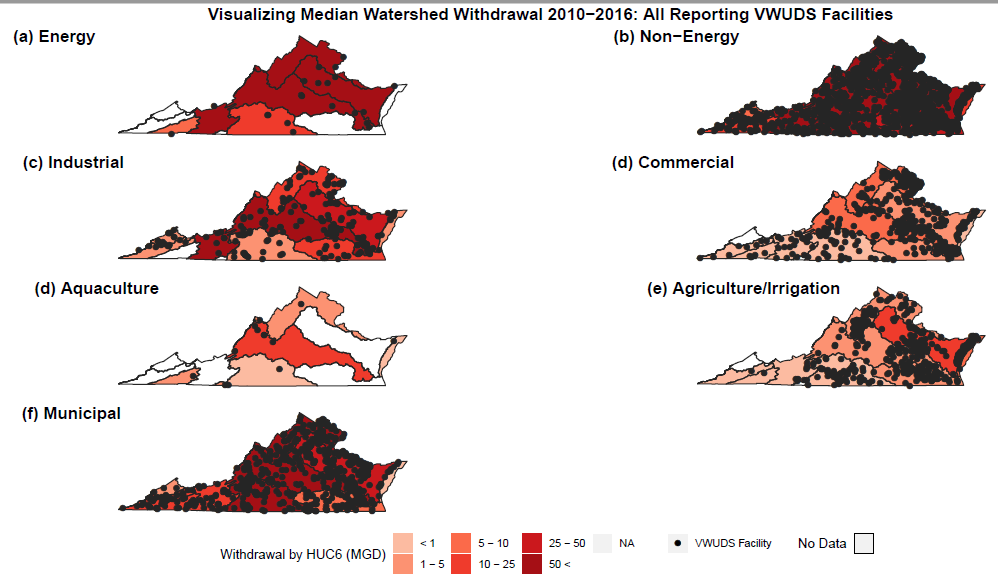 Visualizing Median Watershed Withdrawal 2010−2016: All Reporting VWUDS Facilities
(a) Energy
(b) Non−Energy
(c) Industrial
(d) Commercial
(d) Aquaculture
(e) Agriculture/Irrigation
(f) Municipal
Withdrawal by HUC6 (MGD)
< 1
5 − 10
25 − 50
NA
VWUDS Facility
No Data
1 − 5
10 − 25
50 <